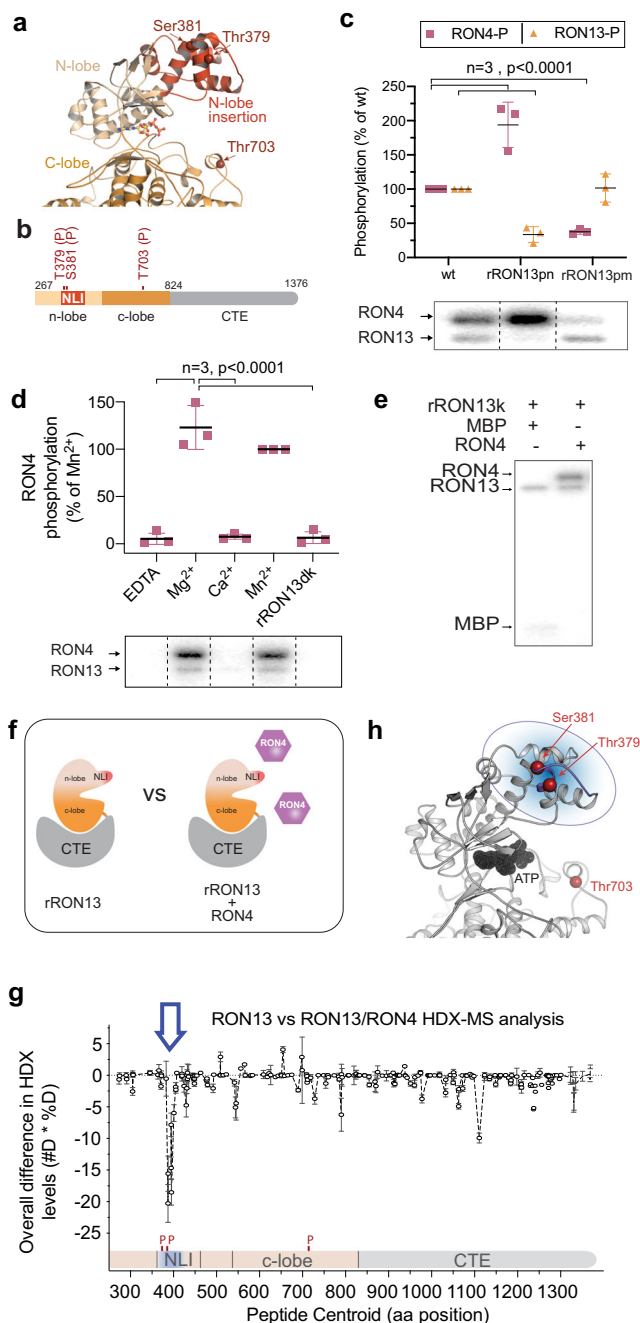 a
Ser381
Thr379
N-lobe
N-lobe
insertion
C-lobe
Thr703
b
T379 (P)
S381 (P)
T703 (P)
267
824
1376
NLI
n-lobe
c-lobe
CTE
c
RON4-P
RON13-P
n=3 , p<0.0001
Phosphorylation (% of wt)
250
200
150
100
50
0
wt
rRON13pn
rRON13pm
RON4
RON13
d
n=3, p<0.0001
RON4
phosphorylation
(% of Mn²⁺)
150
100
50
0
EDTA
Mg²⁺
Ca²⁺
Mn²⁺
rRON13dk
RON4
RON13
e
rRON13k + +
MBP + -
RON4 - +
RON4
RON13
MBP
f
n-lobe
NLI
c-lobe
CTE
rRON13
VS
RON4
n-lobe
NLI
RON4
c-lobe
CTE
rRON13
+
RON4
h
Ser381
Thr379
ATP
Thr703
g
RON13 vs RON13/RON4 HDX-MS analysis
Overall difference in HDX
levels (#D * %D)
5
0
-5
-10
-15
-20
-25
P P
P
NLI
c-lobe
CTE
300 400 500 600 700 800 900 1000 1100 1200 1300
Peptide Centroid (aa position)